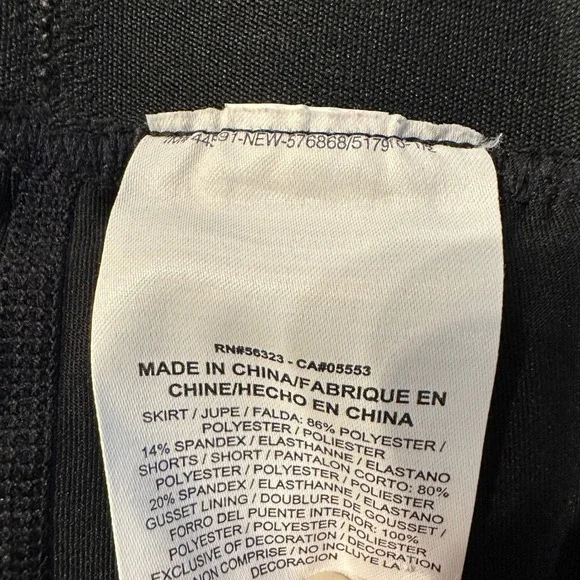 -NEW-576868/5179
RN#56323 - CA#05553
MADE IN CHINA/FABRIQUE EN
CHINE/HECHO EN CHINA
SKIRT / JUPE / FALDA: 86% POLYESTER /
POLYESTER / POLIESTER
14% SPANDEX / ELASTHANNE / ELASTANO
SHORTS / SHORT / PANTALON CORTO: 80%
POLYESTER / POLYESTER / POLIESTER
20% SPANDEX / ELASTHANNE / ELASTANO
GUSSET LINING / DOUBLURE DE GOUSSET /
FORRO DEL PUENTE INTERIOR: 100%
POLYESTER / POLYESTER / POLIESTER
EXCLUSIVE OF DECORATION / DECORATION
NON COMPRISE / NO INCLUYE LA
DECORACION